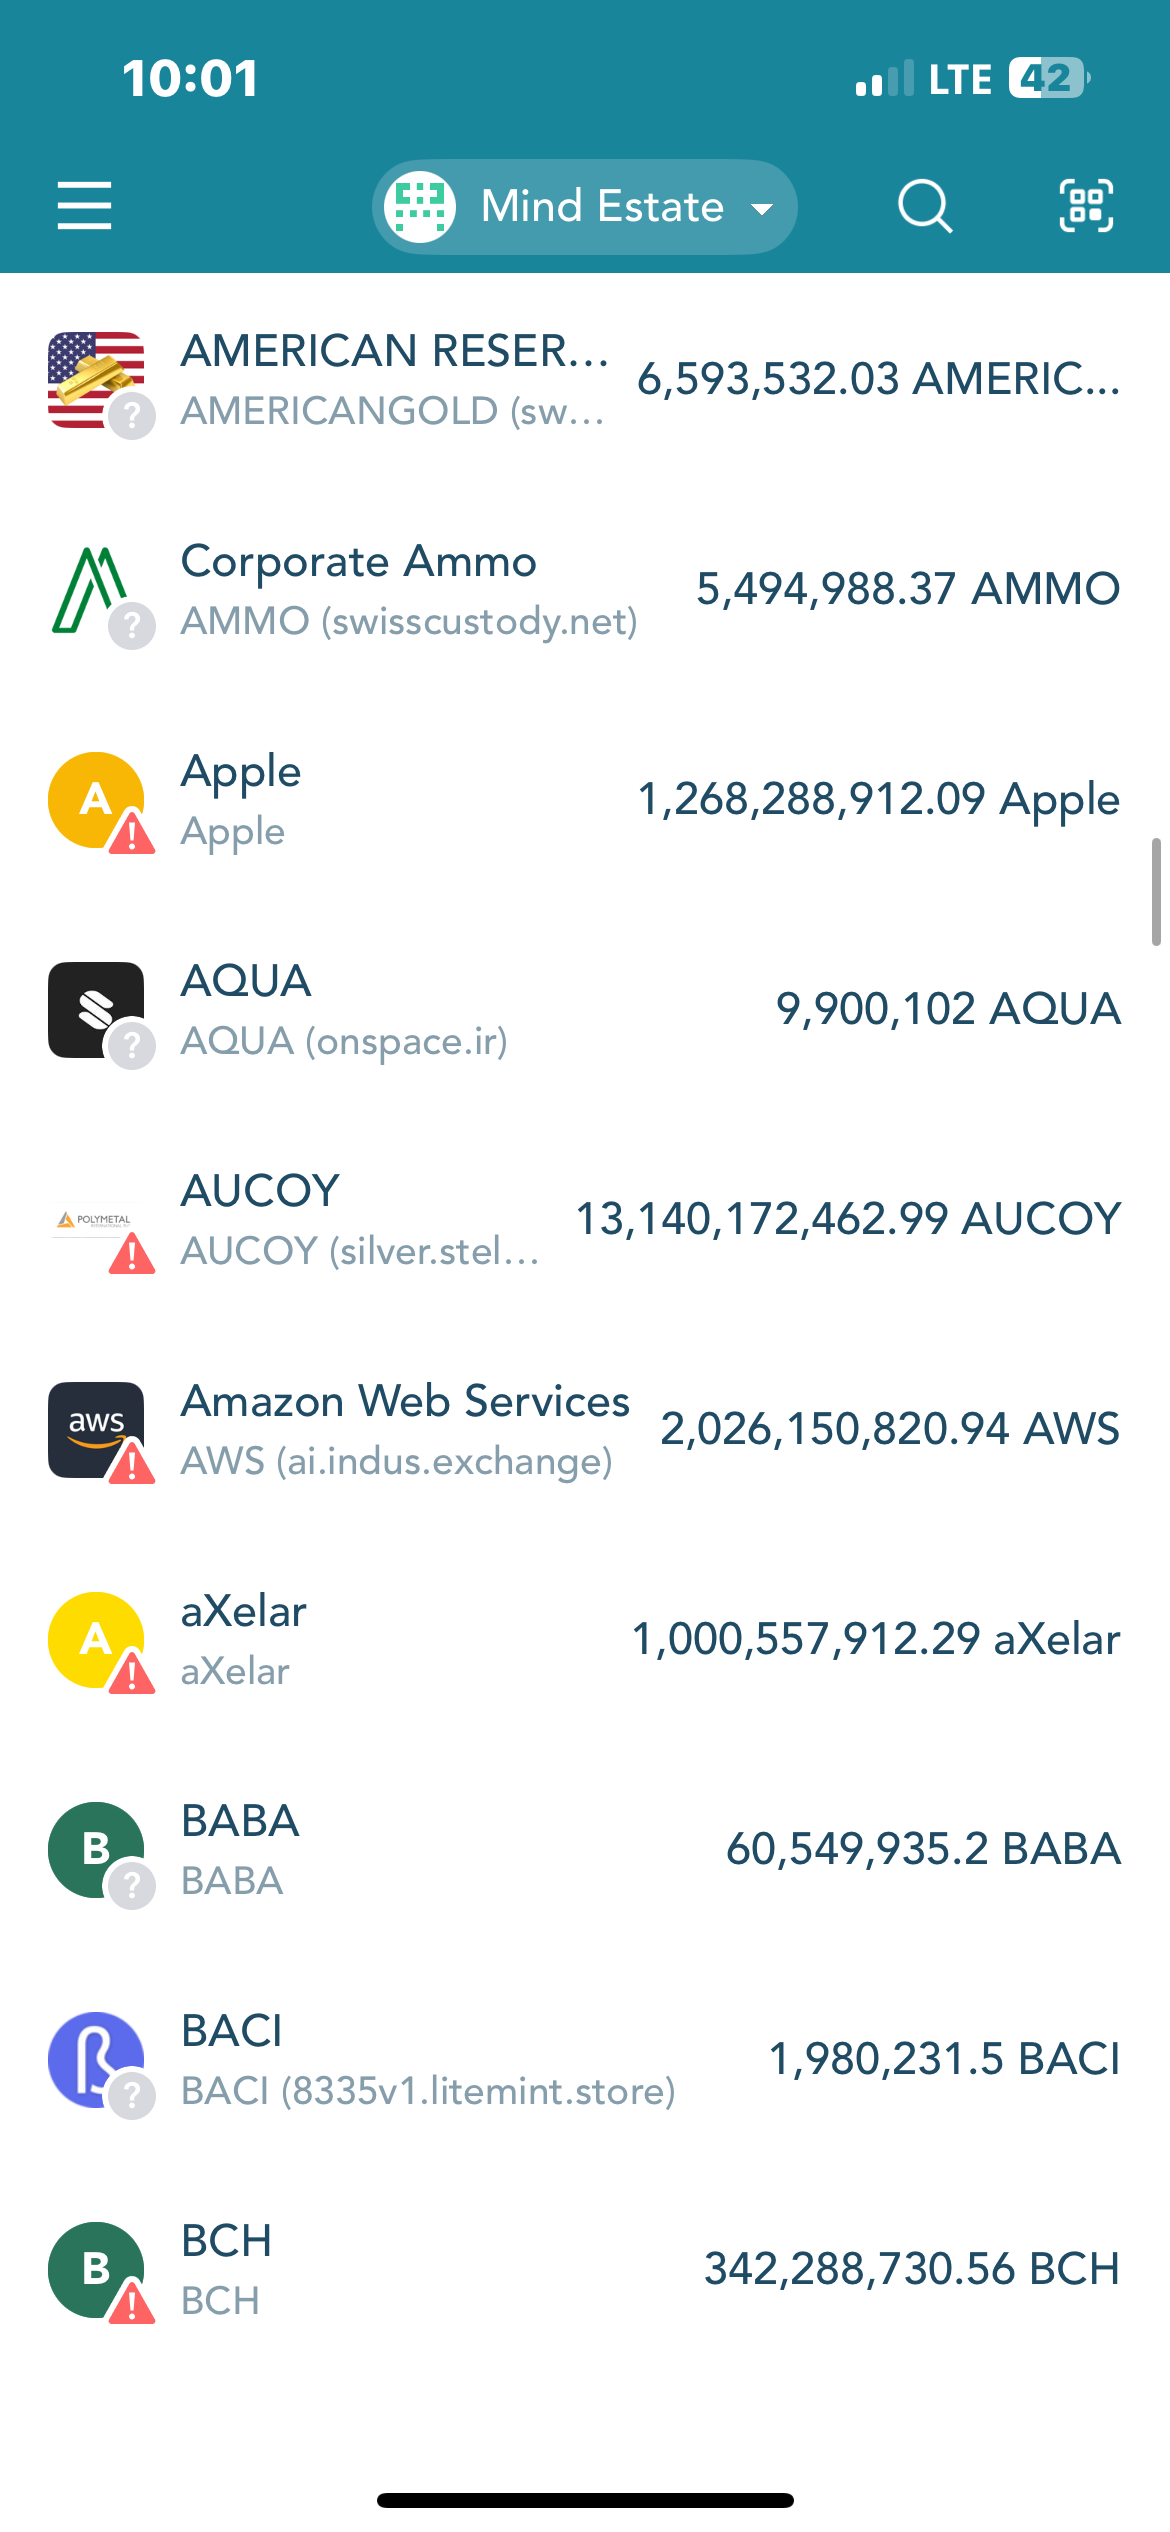 10:01
LTE 42
Mind Estate
AMERICAN RESER...
6,593,532.03 AMERIC...
AMERICANGOLD (sw...
?
Corporate Ammo
5,494,988.37 AMMO
AMMO (swisscustody.net)
?
Apple
A
1,268,288,912.09 Apple
Apple
!
AQUA
9,900,102 AQUA
AQUA (onspace.ir)
?
AUCOY
POLYMETAL
13,140,172,462.99 AUCOY
AUCOY (silver.stel...
!
Amazon Web Services
aws
2,026,150,820.94 AWS
AWS (ai.indus.exchange)
!
aXelar
A
1,000,557,912.29 aXelar
aXelar
!
BABA
B
60,549,935.2 BABA
BABA
?
BACI
ß
1,980,231.5 BACI
BACI (8335v1.litemint.store)
?
BCH
B
342,288,730.56 BCH
BCH
!